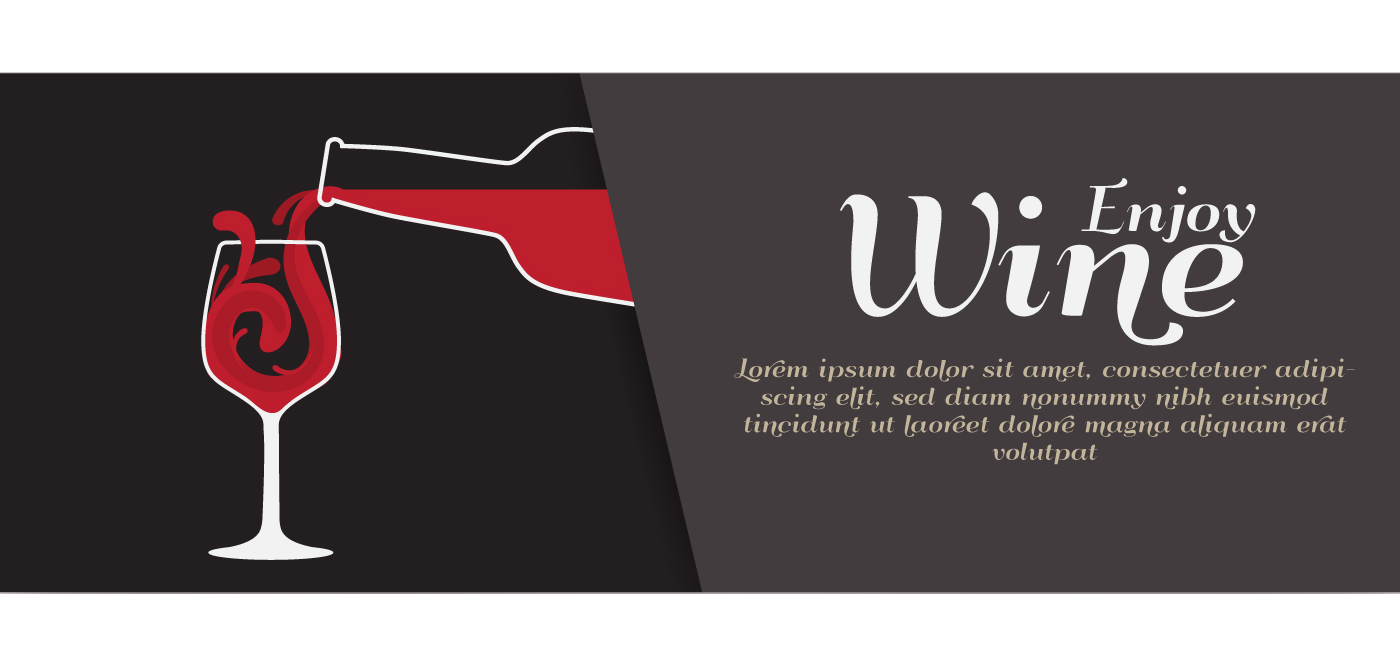 Enjoy
Wine
Lorem ipsum dolor sit amet, consectetuer adipi-
scing elit, sed diam nonummy nibh euismod
tincidunt ut laoreet dolore magna aliquam erat
volutpat